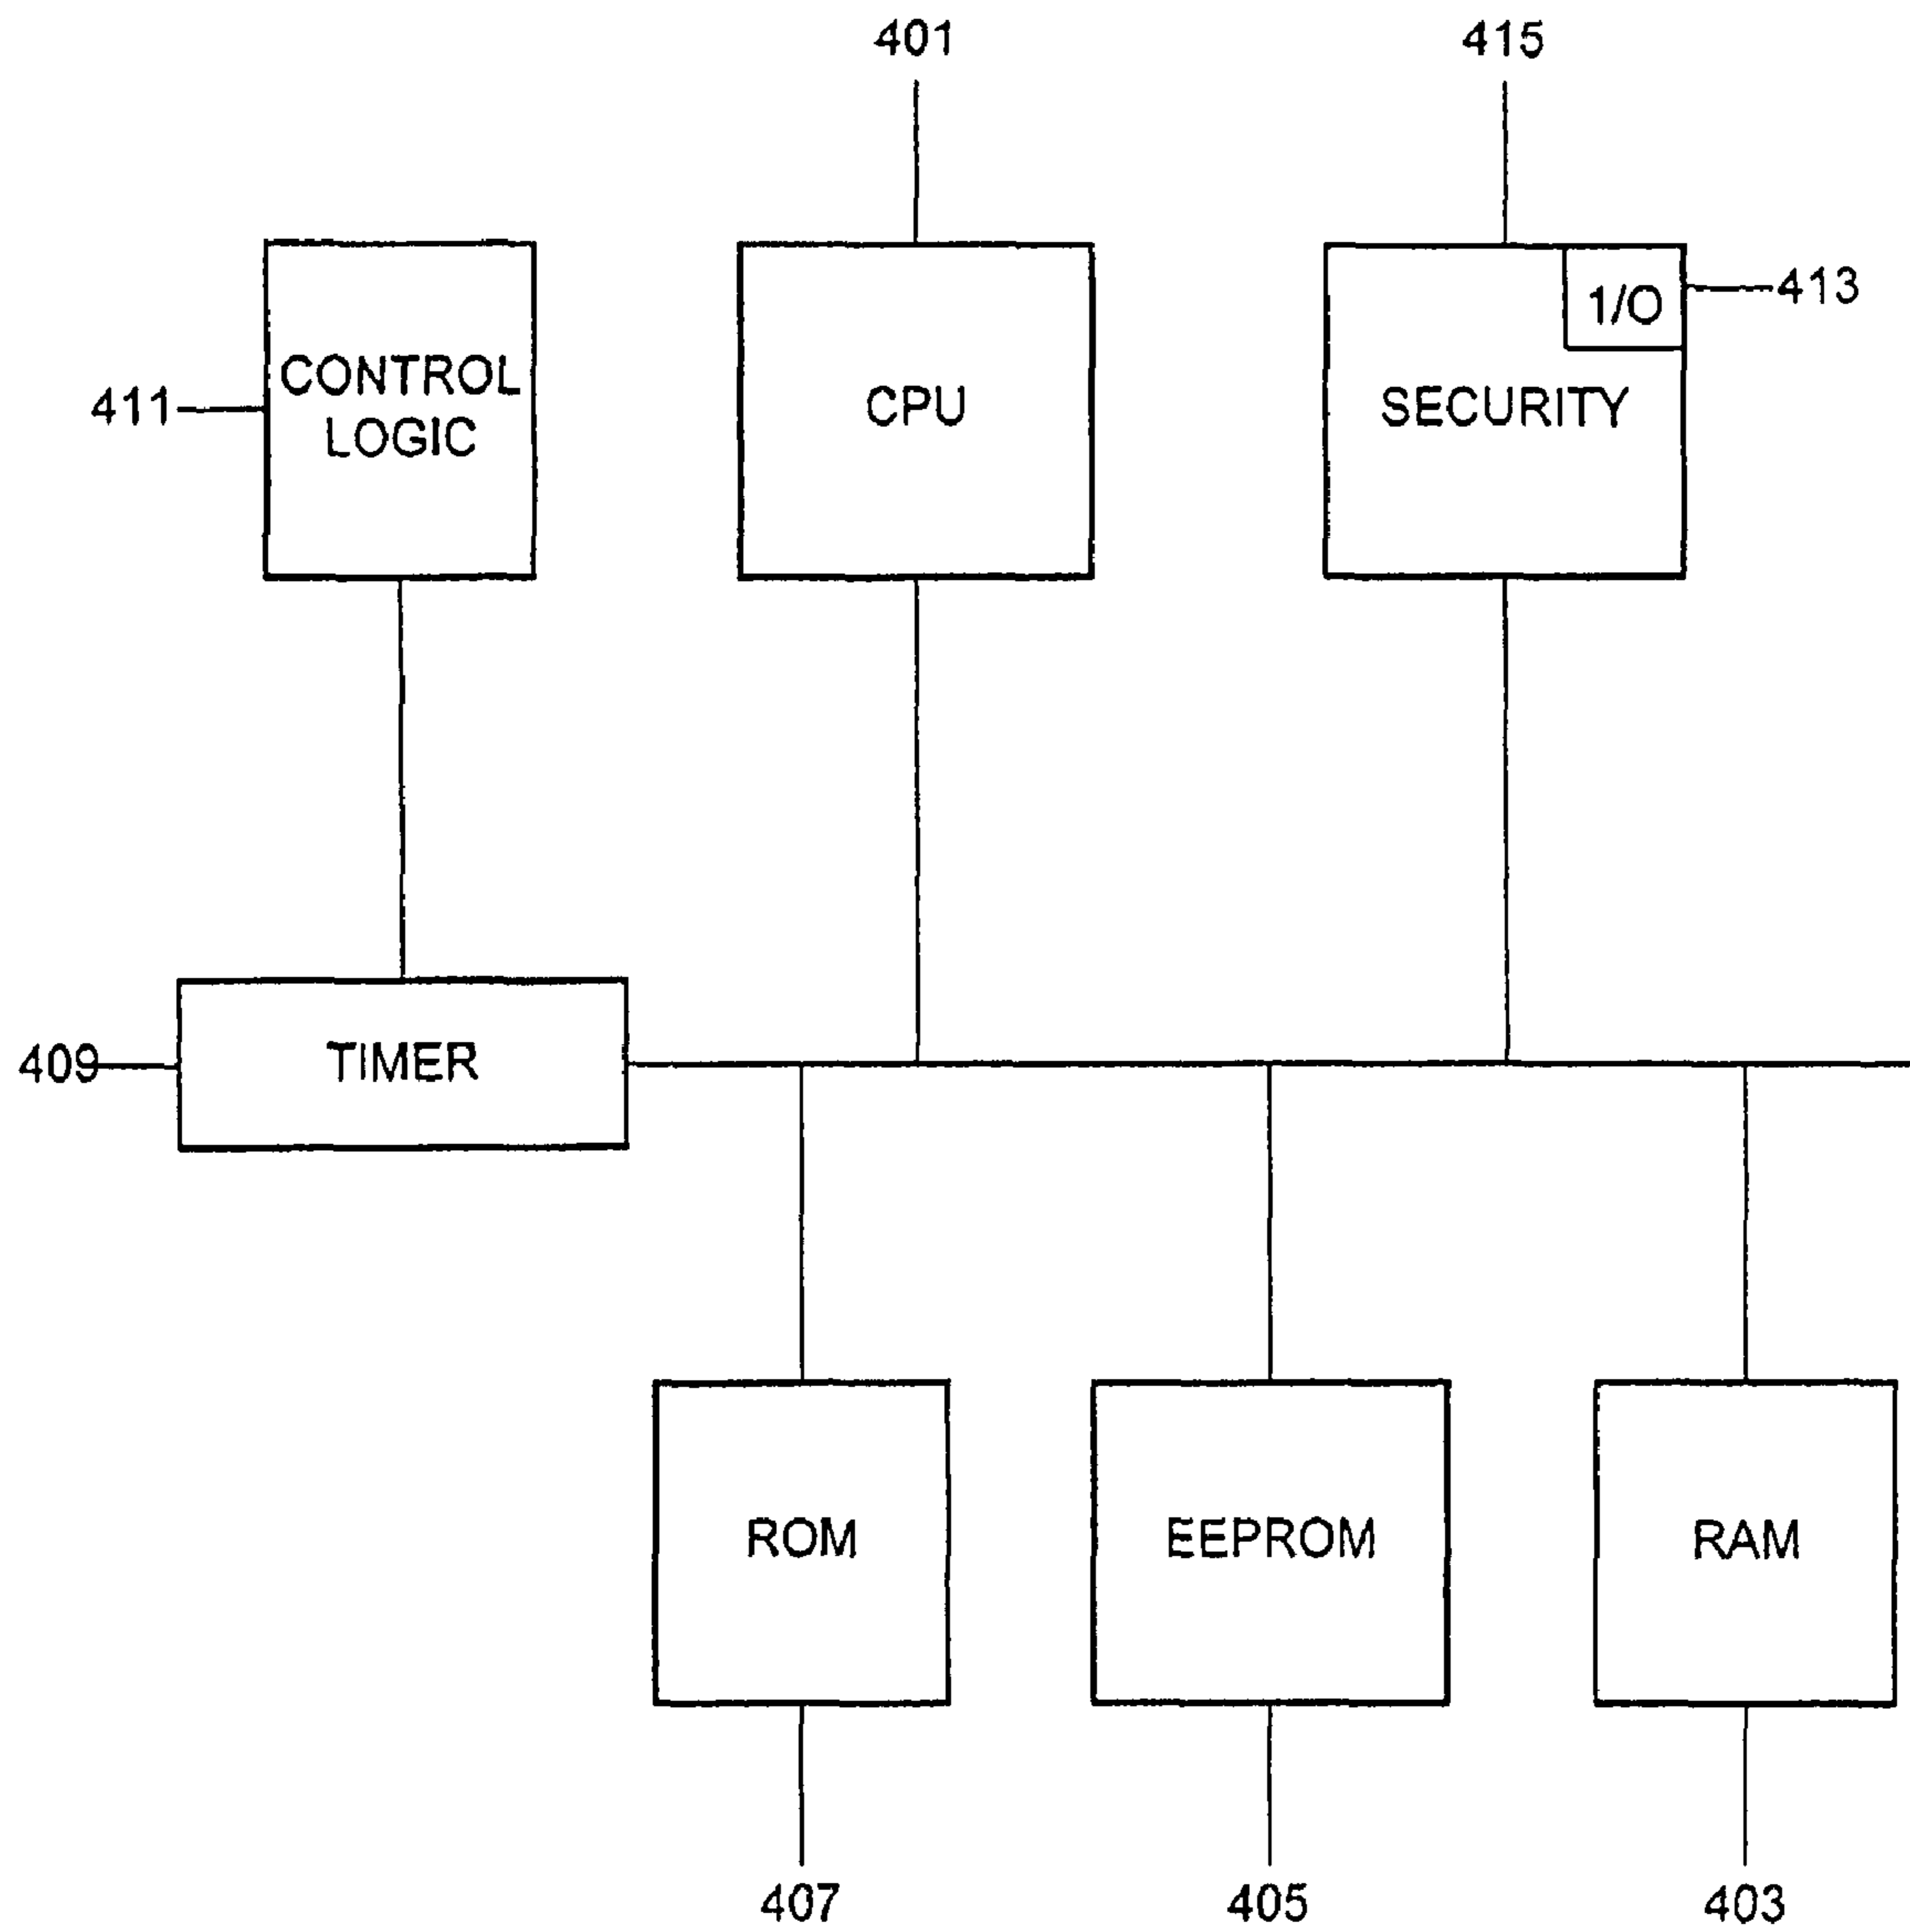 401
415
1/O
413
CONTROL
LOGIC
411
CPU
SECURITY
409
TIMER
ROM
EEPROM
RAM
407
405
403